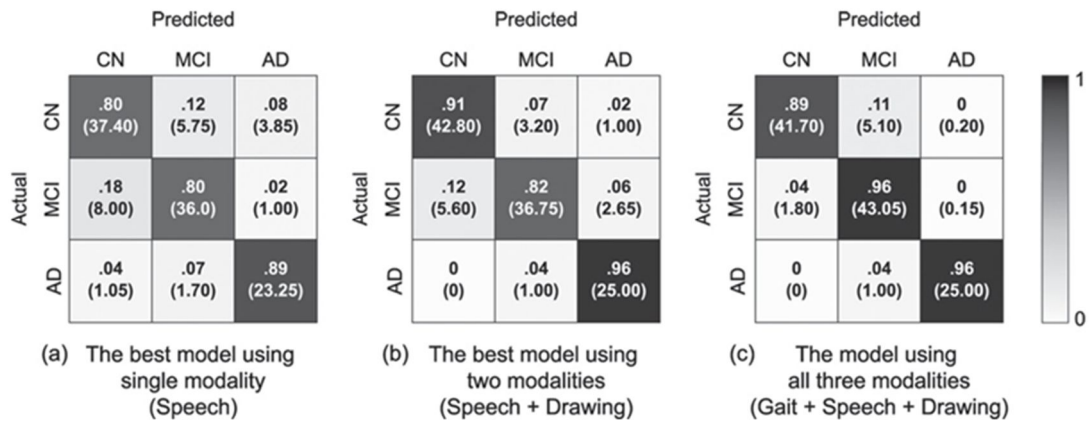 Predicted
CN MCI AD
Actual
CN
.80 .12 .08
(37.40) (5.75) (3.85)
MCI
.18 .80 .02
(8.00) (36.0) (1.00)
AD
.04 .07 .89
(1.05) (1.70) (23.25)
(a) The best model using
single modality
(Speech)
Predicted
CN MCI AD
Actual
CN
.91 .07 .02
(42.80) (3.20) (1.00)
MCI
.12 .82 .06
(5.60) (36.75) (2.65)
AD
0 .04 .96
(0) (1.00) (25.00)
(b) The best model using
two modalities
(Speech + Drawing)
Predicted
CN MCI AD
Actual
CN
.89 .11 0
(41.70) (5.10) (0.20)
MCI
.04 .96 0
(1.80) (43.05) (0.15)
AD
0 .04 .96
(0) (1.00) (25.00)
(c) The model using
all three modalities
(Gait + Speech + Drawing)
1
0